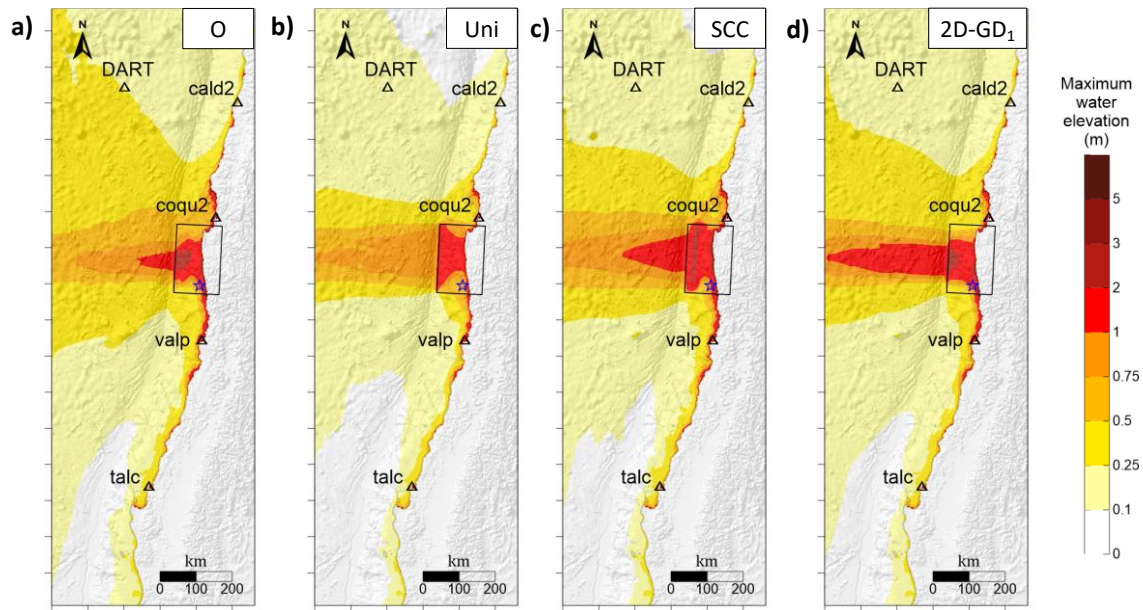 a)
O
N
DART
cald2
coqu2
valp
talc
km
0 100 200
b)
Uni
N
DART
cald2
coqu2
valp
talc
km
0 100 200
c)
SCC
N
DART
cald2
coqu2
valp
talc
km
0 100 200
d)
2D-GD₁
N
DART
cald2
coqu2
valp
talc
km
0 100 200
Maximum
water
elevation
(m)
5
3
2
1
0.75
0.5
0.25
0.1
0